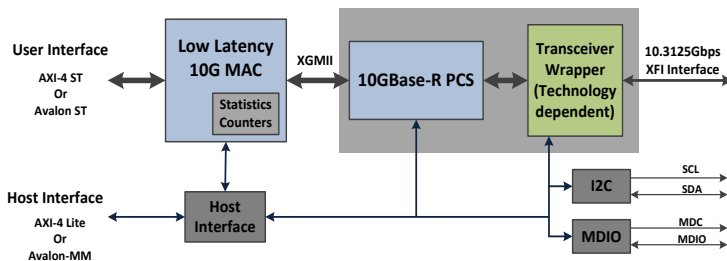 User Interface
AXI-4 ST
Or
Avalon ST
Low Latency
10G MAC
Statistics
Counters
XGMII
10GBase-R PCS
Transceiver
Wrapper
(Technology
dependent)
10.3125Gbps
XFI Interface
Host Interface
AXI-4 Lite
Or
Avalon-MM
Host
Interface
I2C
SCL
SDA
MDIO
MDC
MDIO